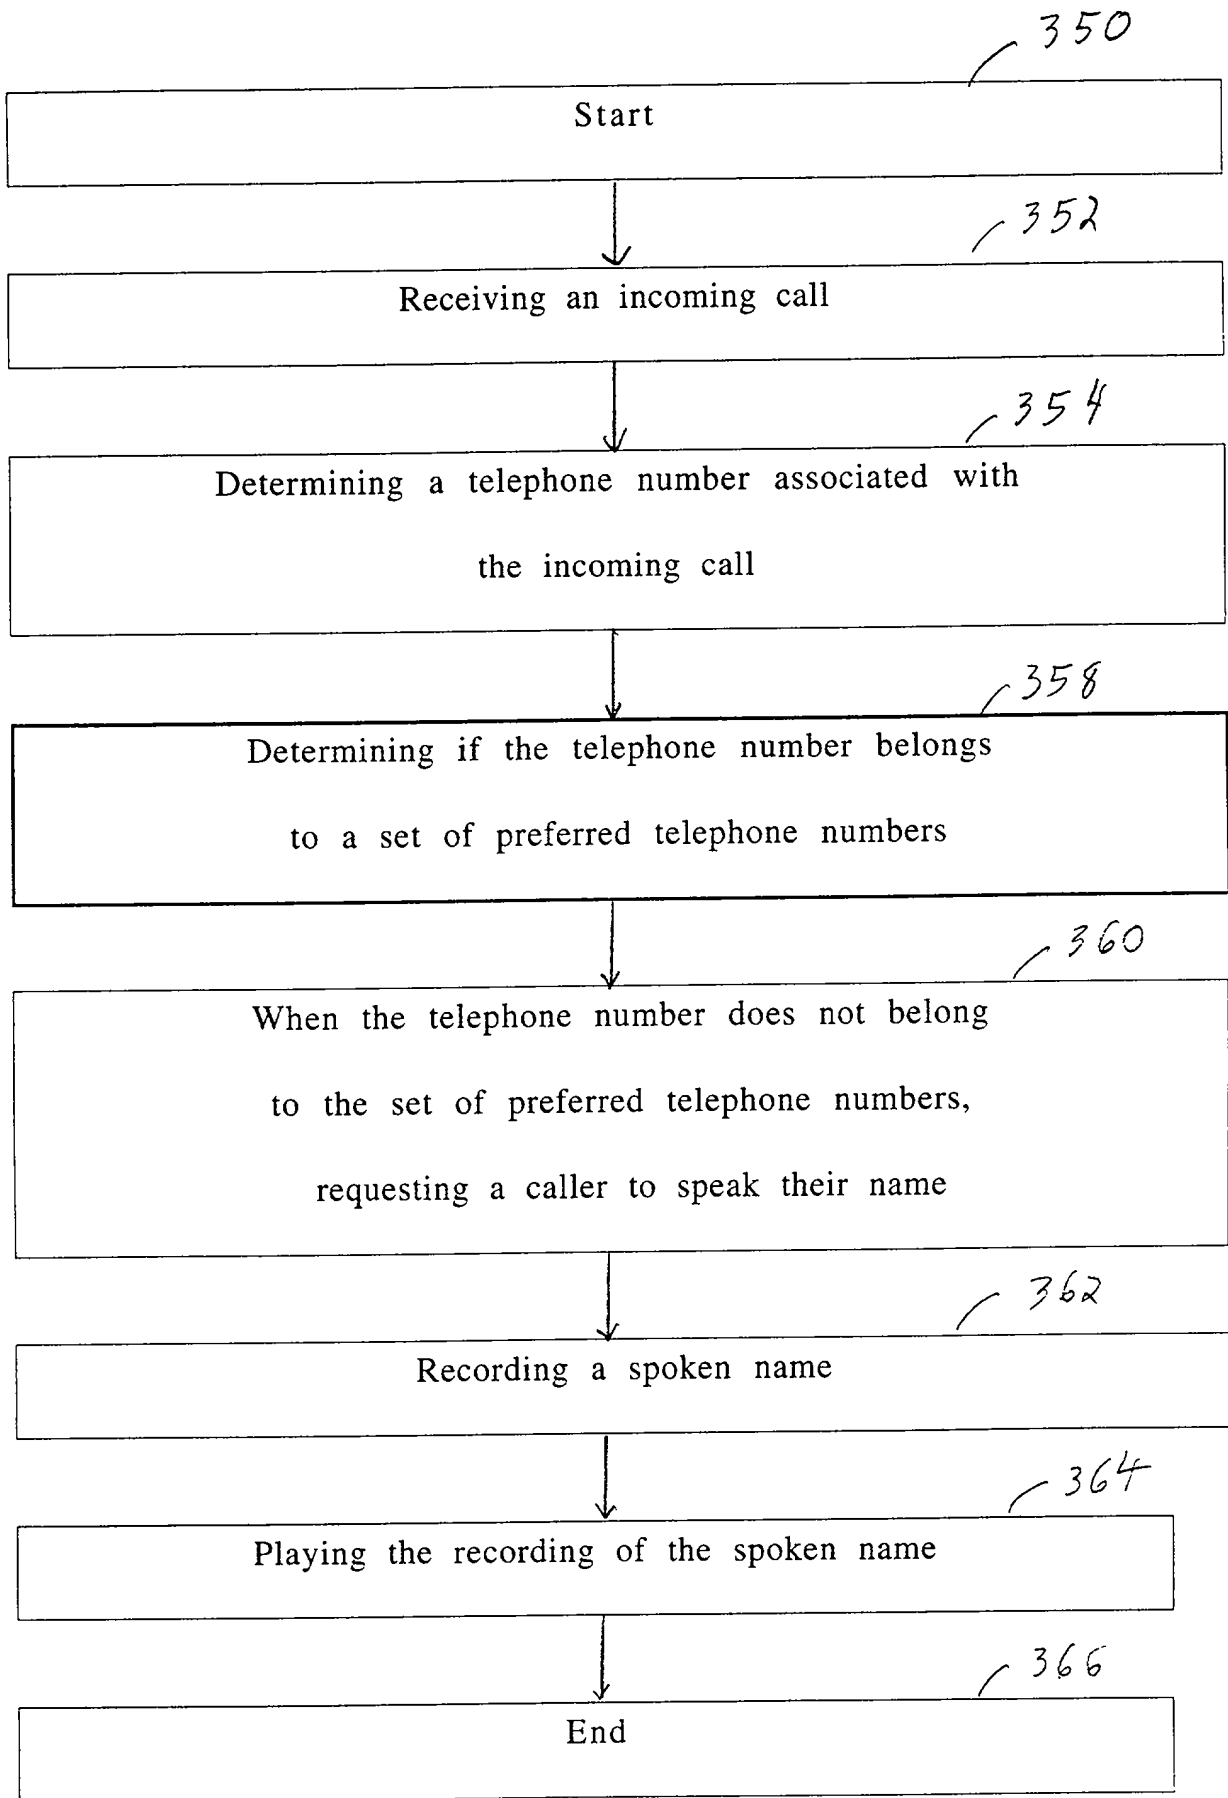 350
Start
352
Receiving an incoming call
354
Determining a telephone number associated with
the incoming call
358
Determining if the telephone number belongs
to a set of preferred telephone numbers
360
When the telephone number does not belong
to the set of preferred telephone numbers,
requesting a caller to speak their name
362
Recording a spoken name
364
Playing the recording of the spoken name
366
End